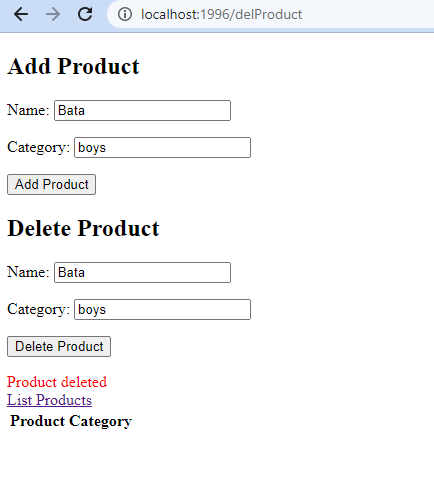 localhost:1996/delProduct
Add Product
Name: Bata
Category: boys
Add Product
Delete Product
Name: Bata
Category: boys
Delete Product
Product deleted
List Products
Product Category